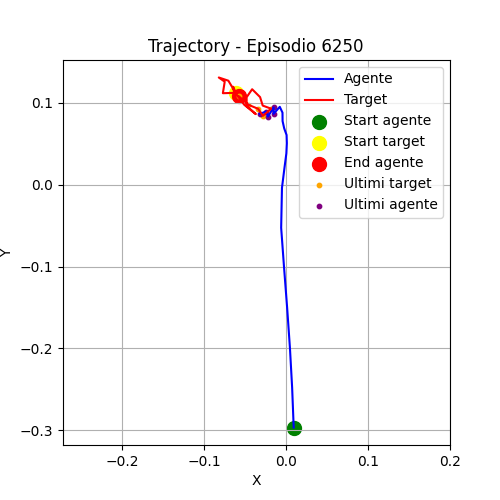 Trajectory - Episodio 6250
Agente
Target
Start agente
Start target
End agente
Ultimi target
Ultimi agente
0.1
0.0
−0.1
−0.2
−0.3
Y
−0.2
−0.1
0.0
0.1
0.2
X